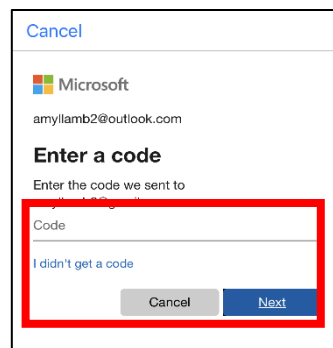 Cancel
Microsoft
amyllamb2@outlook.com
Enter a code
Enter the code we sent to
Code
I didn't get a code
Cancel
Next